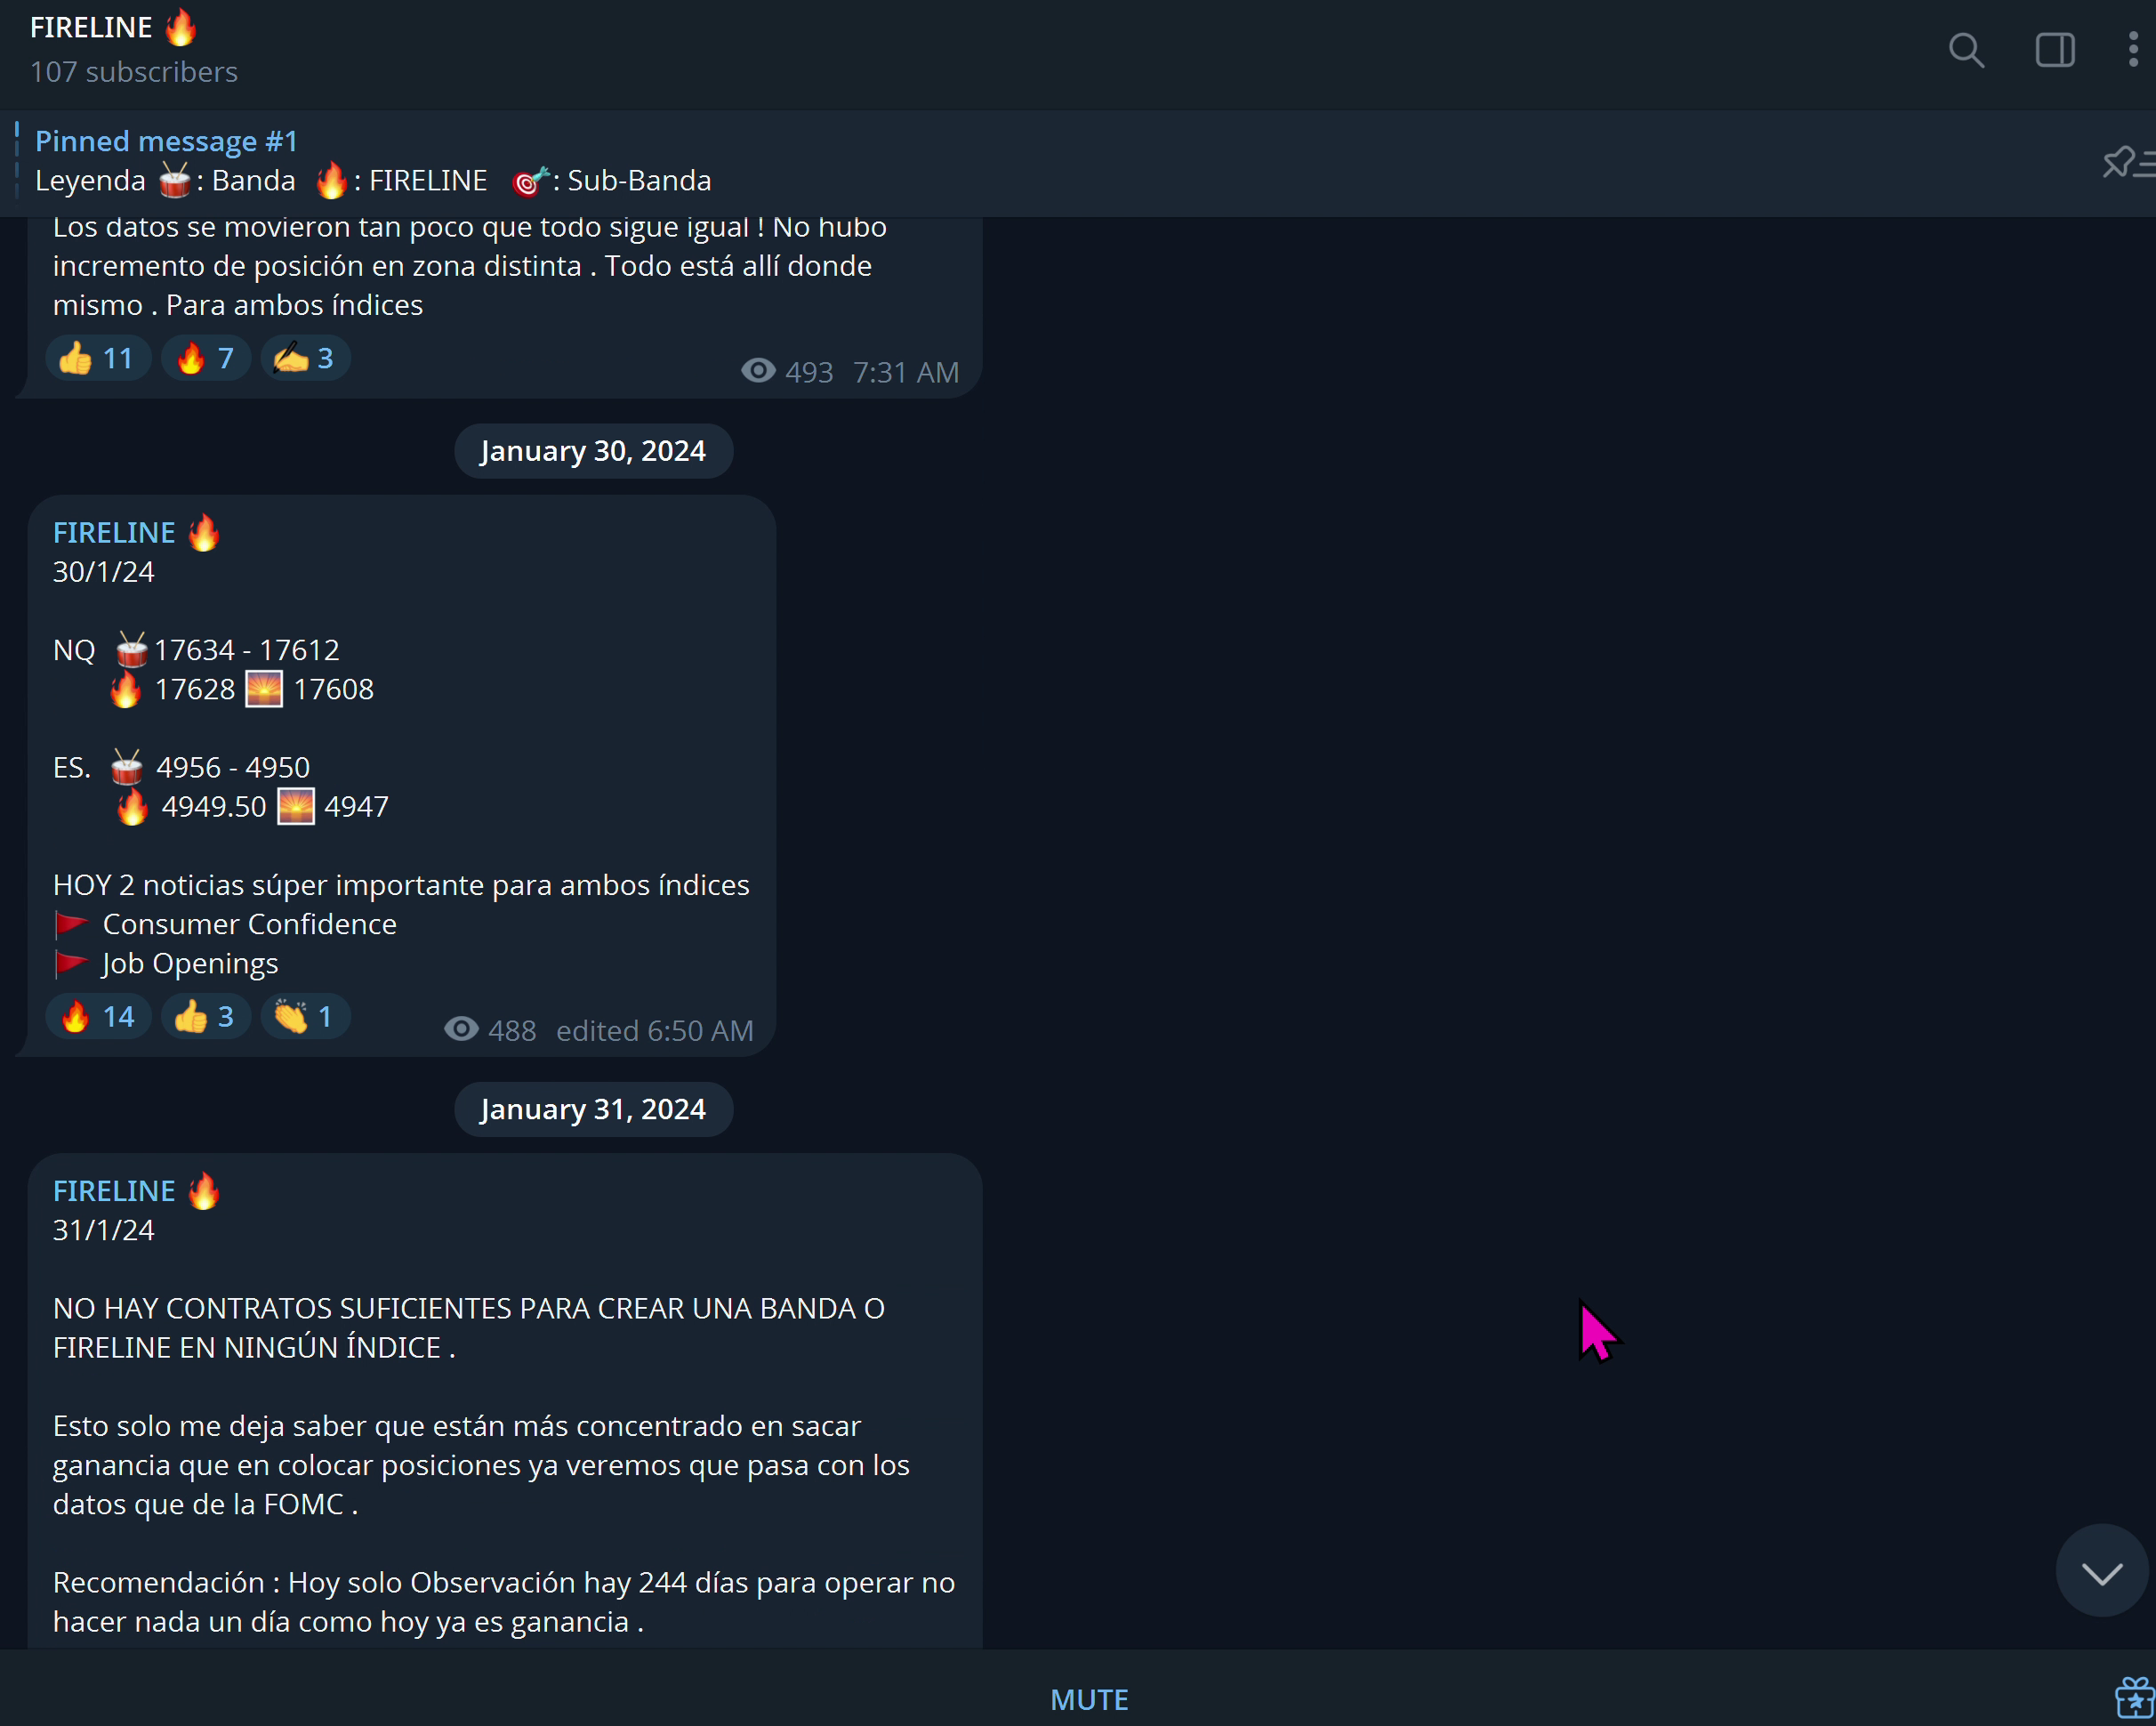 FIRELINE 🔥
107 subscribers
Pinned message #1
Leyenda 🥁: Banda 🔥: FIRELINE 🎯: Sub-Banda
Los datos se movieron tan poco que todo sigue igual ! No hubo
incremento de posición en zona distinta . Todo está allí donde
mismo . Para ambos índices
👍 11 🔥 7 ✍️ 3
493 7:31 AM
January 30, 2024
FIRELINE 🔥
30/1/24
NQ 🥁17634 - 17612
🔥 17628 🌅 17608
ES. 🥁 4956 - 4950
🔥 4949.50 🌅 4947
HOY 2 noticias súper importante para ambos índices
🚩 Consumer Confidence
🚩 Job Openings
🔥 14 👍 3 👏 1
488 edited 6:50 AM
January 31, 2024
FIRELINE 🔥
31/1/24
NO HAY CONTRATOS SUFICIENTES PARA CREAR UNA BANDA O
FIRELINE EN NINGÚN ÍNDICE .
Esto solo me deja saber que están más concentrado en sacar
ganancia que en colocar posiciones ya veremos que pasa con los
datos que de la FOMC .
Recomendación : Hoy solo Observación hay 244 días para operar no
hacer nada un día como hoy ya es ganancia .
MUTE